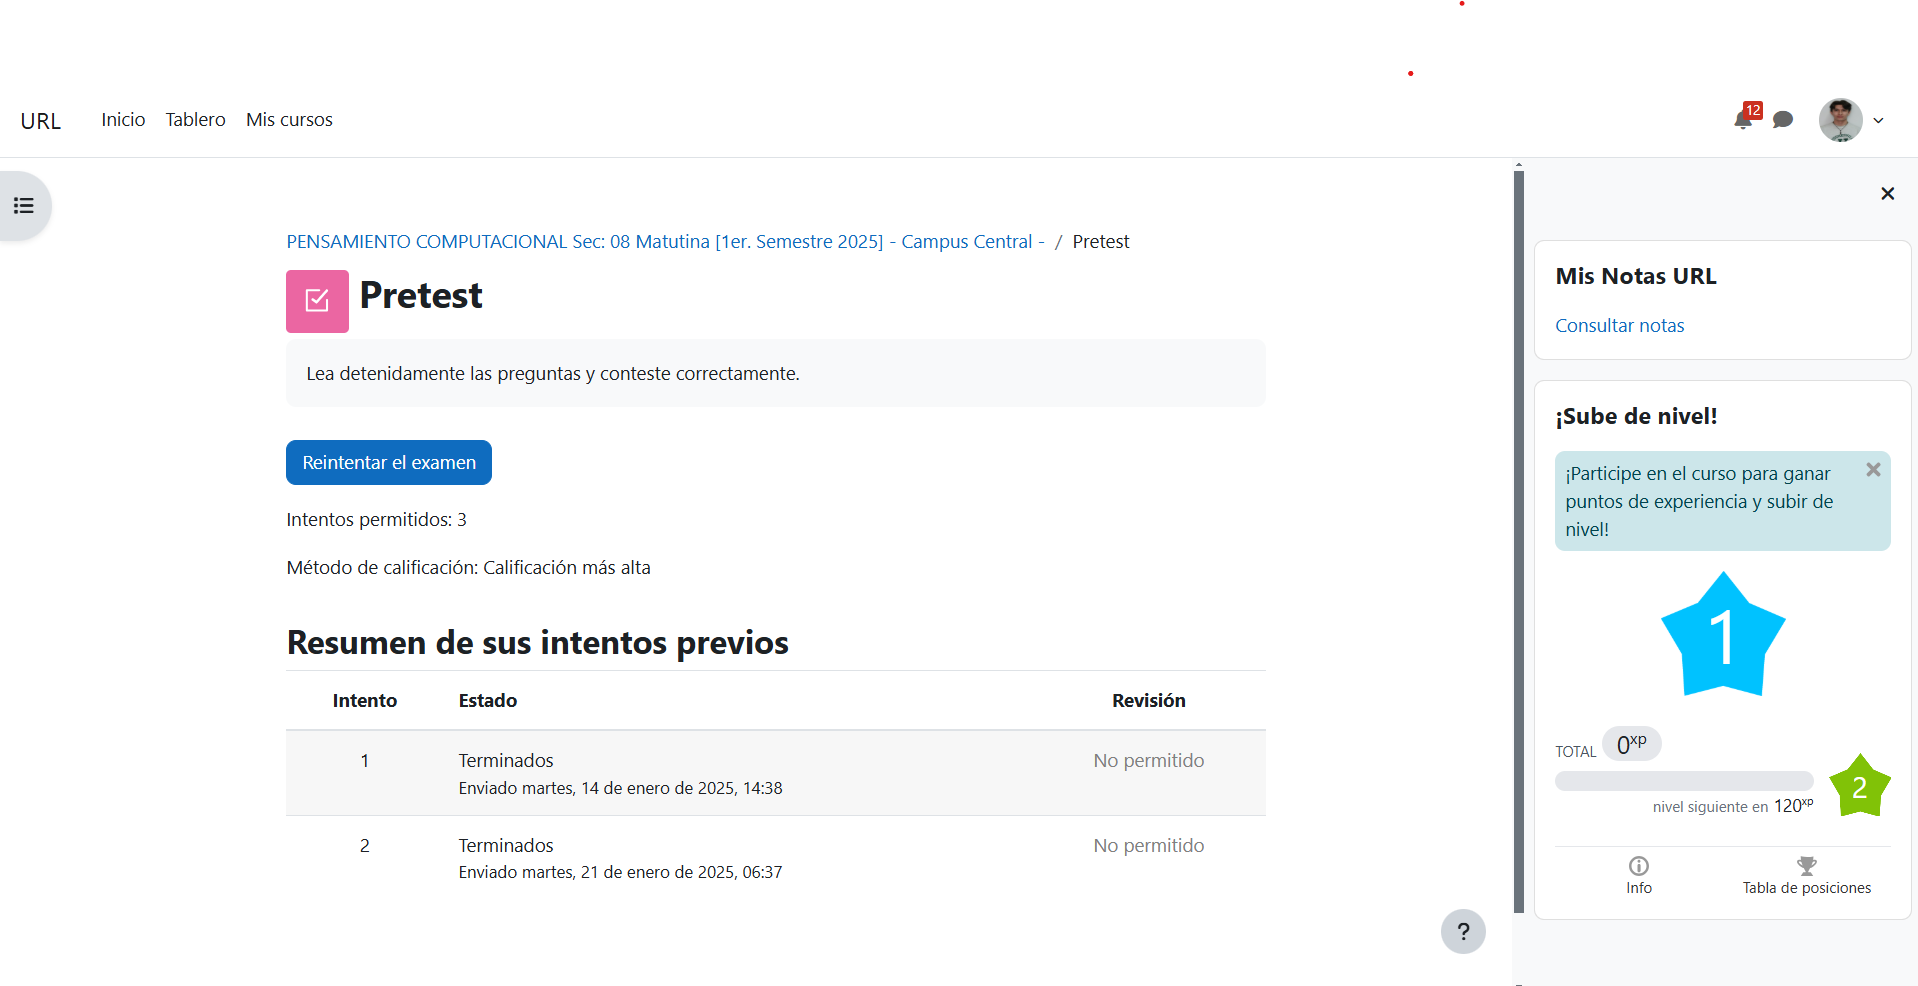 URL
Inicio
Tablero
Mis cursos
12
PENSAMIENTO COMPUTACIONAL Sec: 08 Matutina [1er. Semestre 2025] - Campus Central - / Pretest
Pretest
Lea detenidamente las preguntas y conteste correctamente.
Reintentar el examen
Intentos permitidos: 3
Método de calificación: Calificación más alta
Resumen de sus intentos previos
Intento Estado Revisión
1 Terminados No permitido
Enviado martes, 14 de enero de 2025, 14:38
2 Terminados No permitido
Enviado martes, 21 de enero de 2025, 06:37
?
Mis Notas URL
Consultar notas
¡Sube de nivel!
¡Participe en el curso para ganar
puntos de experiencia y subir de
nivel!
1
TOTAL 0xp
2
nivel siguiente en 120xp
Info
Tabla de posiciones